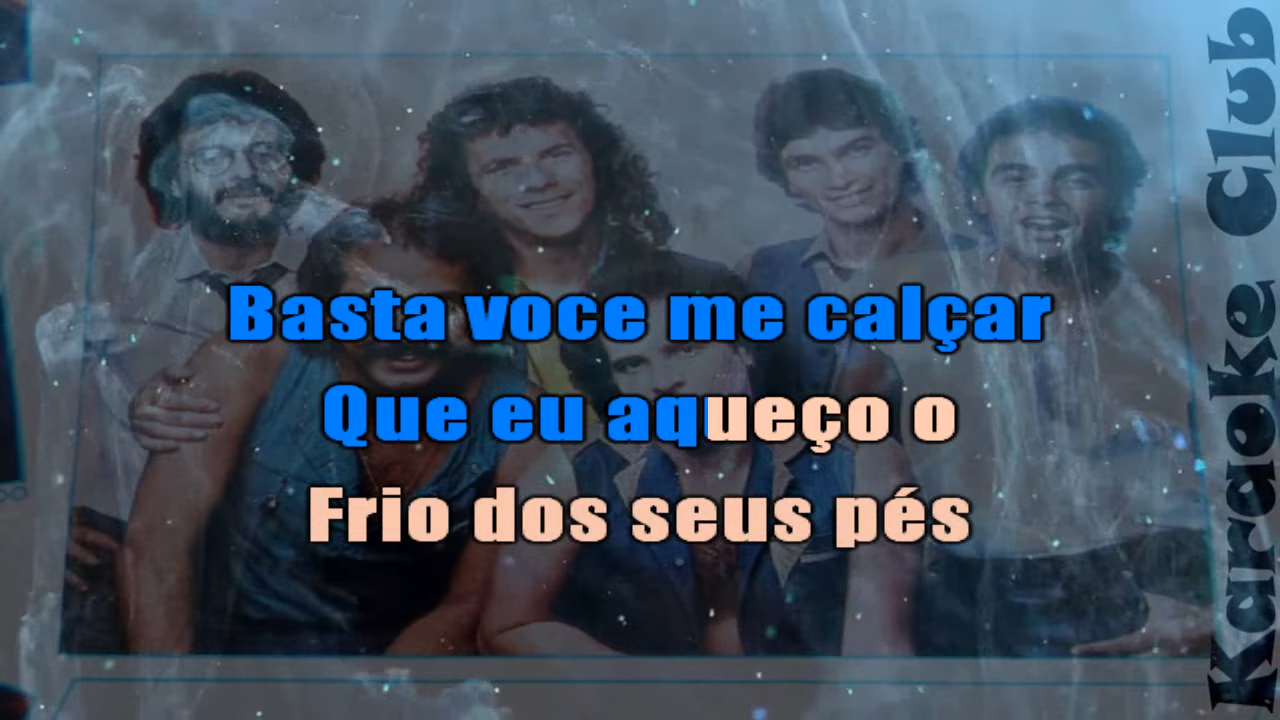 Basta voce me calçar
Que eu aqueço o
Frio dos seus pés
Karaoke Club